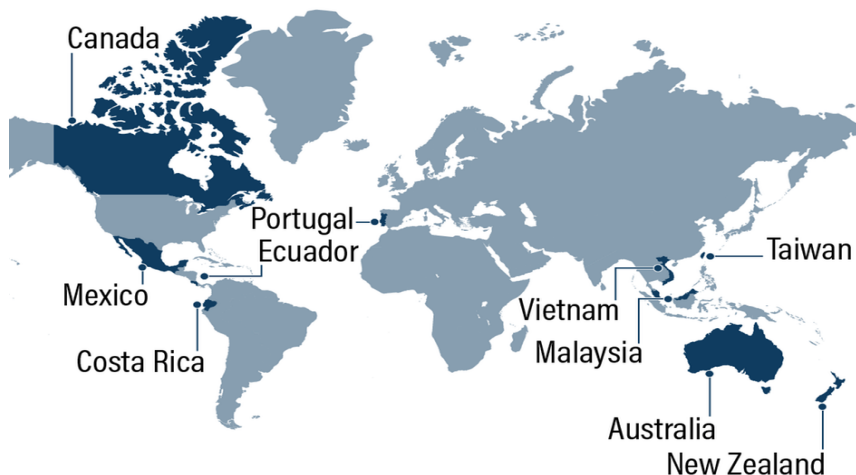 Canada
Portugal
Ecuador
Taiwan
Mexico
Vietnam
Costa Rica
Malaysia
Australia
New Zealand